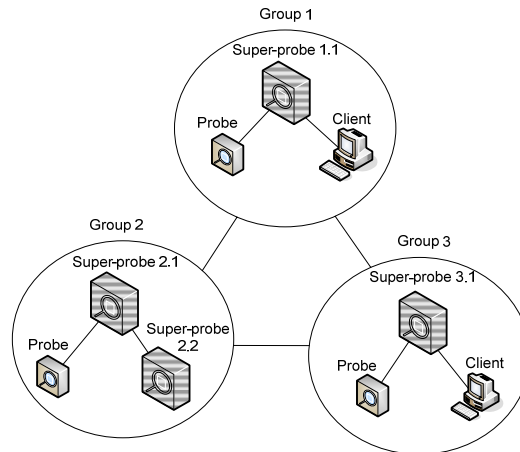 Group 1
Super-probe 1.1
Probe
Client
Group 2
Super-probe 2.1
Super-probe
2.2
Probe
Group 3
Super-probe 3.1
Probe
Client